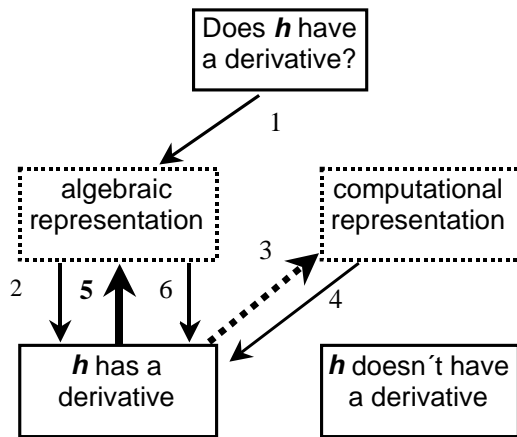 Does h have
a derivative?
1
algebraic
representation
computational
representation
2
5
6
3
4
h has a
derivative
h doesn´t have
a derivative